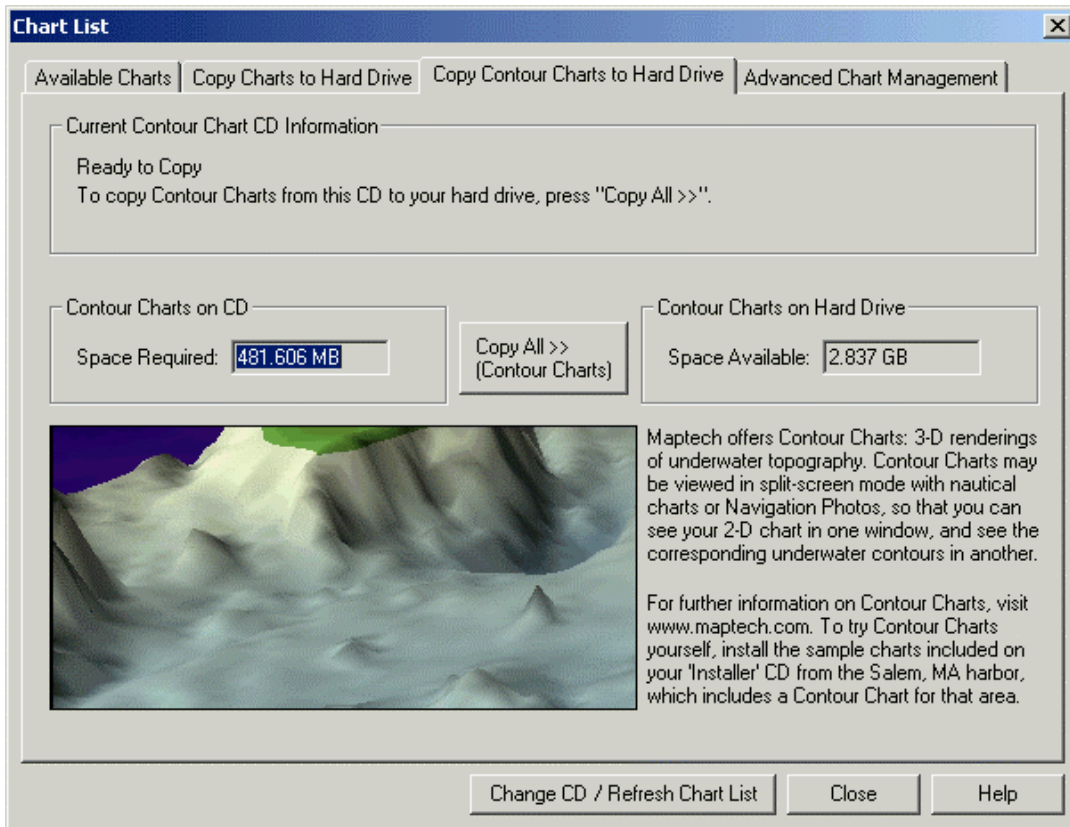 Chart List
Available Charts
Copy Charts to Hard Drive
Copy Contour Charts to Hard Drive
Advanced Chart Management
Current Contour Chart CD Information
Ready to Copy
To copy Contour Charts from this CD to your hard drive, press "Copy All >>".
Contour Charts on CD
Space Required: 481.606 MB
Copy All >>
(Contour Charts)
Contour Charts on Hard Drive
Space Available: 2.837 GB
Maptech offers Contour Charts: 3-D renderings
of underwater topography. Contour Charts may
be viewed in split-screen mode with nautical
charts or Navigation Photos, so that you can
see your 2-D chart in one window, and see the
corresponding underwater contours in another.
For further information on Contour Charts, visit
www.maptech.com. To try Contour Charts
yourself, install the sample charts included on
your 'Installer' CD from the Salem, MA harbor,
which includes a Contour Chart for that area.
Change CD / Refresh Chart List
Close
Help